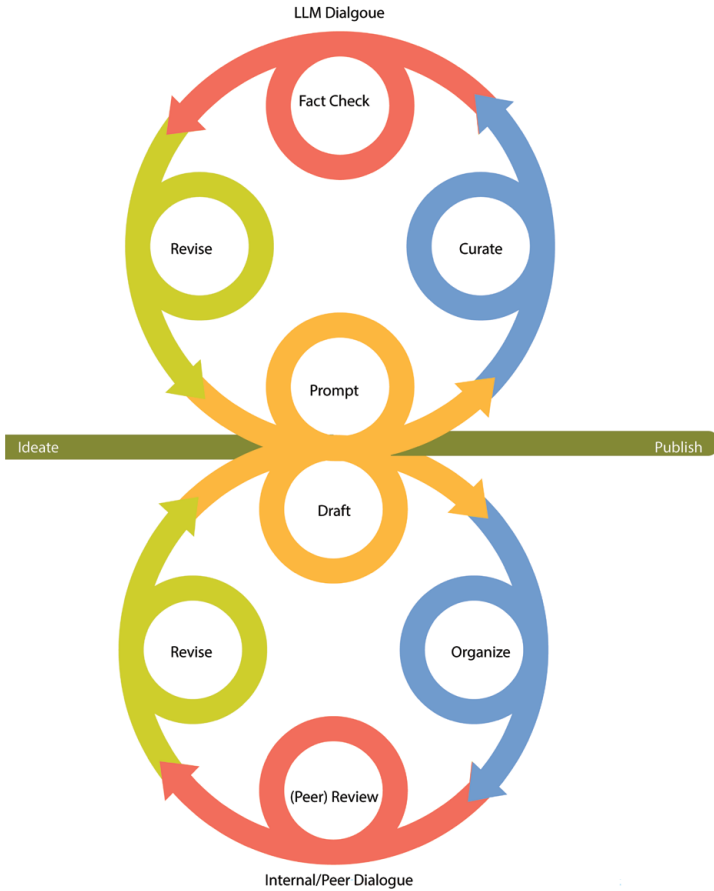 LLM Dialgoue
Fact Check
Revise
Curate
Prompt
Ideate
Publish
Draft
Revise
Organize
(Peer) Review
Internal/Peer Dialogue